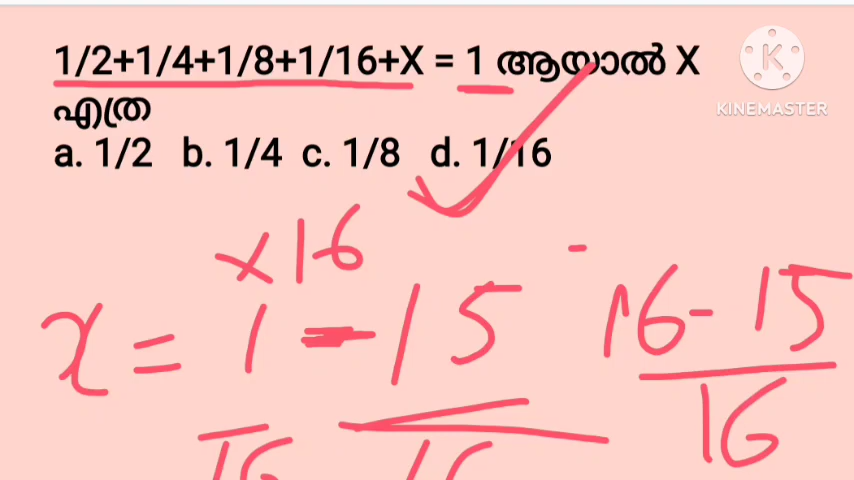 1/2+1/4+1/8+1/16+X = 1 ആയാൽ X
എത്ര
a. 1/2 b. 1/4 c. 1/8 d. 1/16
K
KINEMASTER
×16
x = 1 - 15 16 - 15
16 16 16